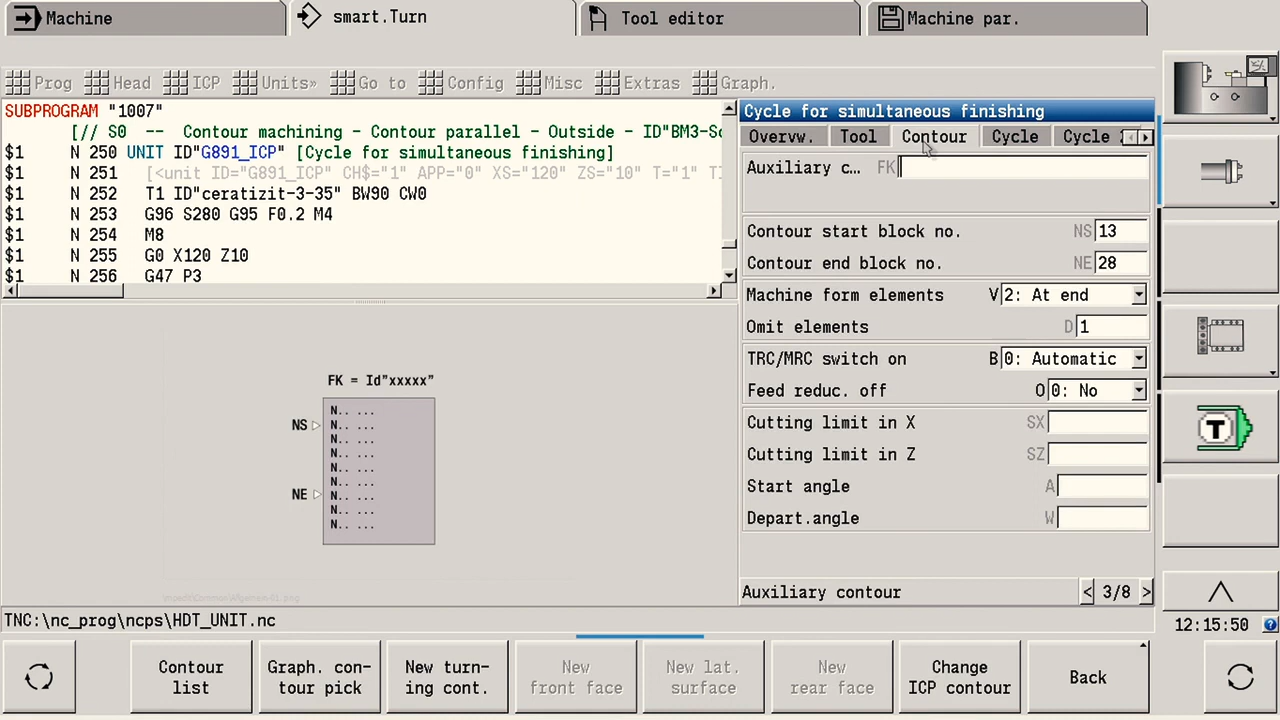 Machine
smart.Turn
Tool editor
Machine par.
Prog
Head
ICP
Units»
Go to
Config
Misc
Extras
Graph.
SUBPROGRAM "1007"
[// S0 -- Contour machining - Contour parallel - Outside - ID"BM3-Sc
$1 N 250 UNIT ID"G891_ICP" [Cycle for simultaneous finishing]
$1 N 251 [<unit ID="G891_ICP" CH$="1" APP="0" XS="120" ZS="10" T="1" TI
$1 N 252 T1 ID"ceratizit-3-35" BW90 CW0
$1 N 253 G96 S280 G95 F0.2 M4
$1 N 254 M8
$1 N 255 G0 X120 Z10
$1 N 256 G47 P3
FK = Id"xxxxx"
NS
NE
N.. ...
N.. ...
N.. ...
N.. ...
N.. ...
N.. ...
N.. ...
N.. ...
N.. ...
Cycle for simultaneous finishing
Overvw.
Tool
Contour
Cycle
Cycle
Auxiliary c... FK
Contour start block no. NS 13
Contour end block no. NE 28
Machine form elements V 2: At end
Omit elements D 1
TRC/MRC switch on B 0: Automatic
Feed reduc. off O 0: No
Cutting limit in X SX
Cutting limit in Z SZ
Start angle A
Depart.angle W
Auxiliary contour < 3/8 >
TNC:\nc_prog\ncps\HDT_UNIT.nc
12:15:50
T
Contour
list
Graph. con-
tour pick
New turn-
ing cont.
New
front face
New lat.
surface
New
rear face
Change
ICP contour
Back